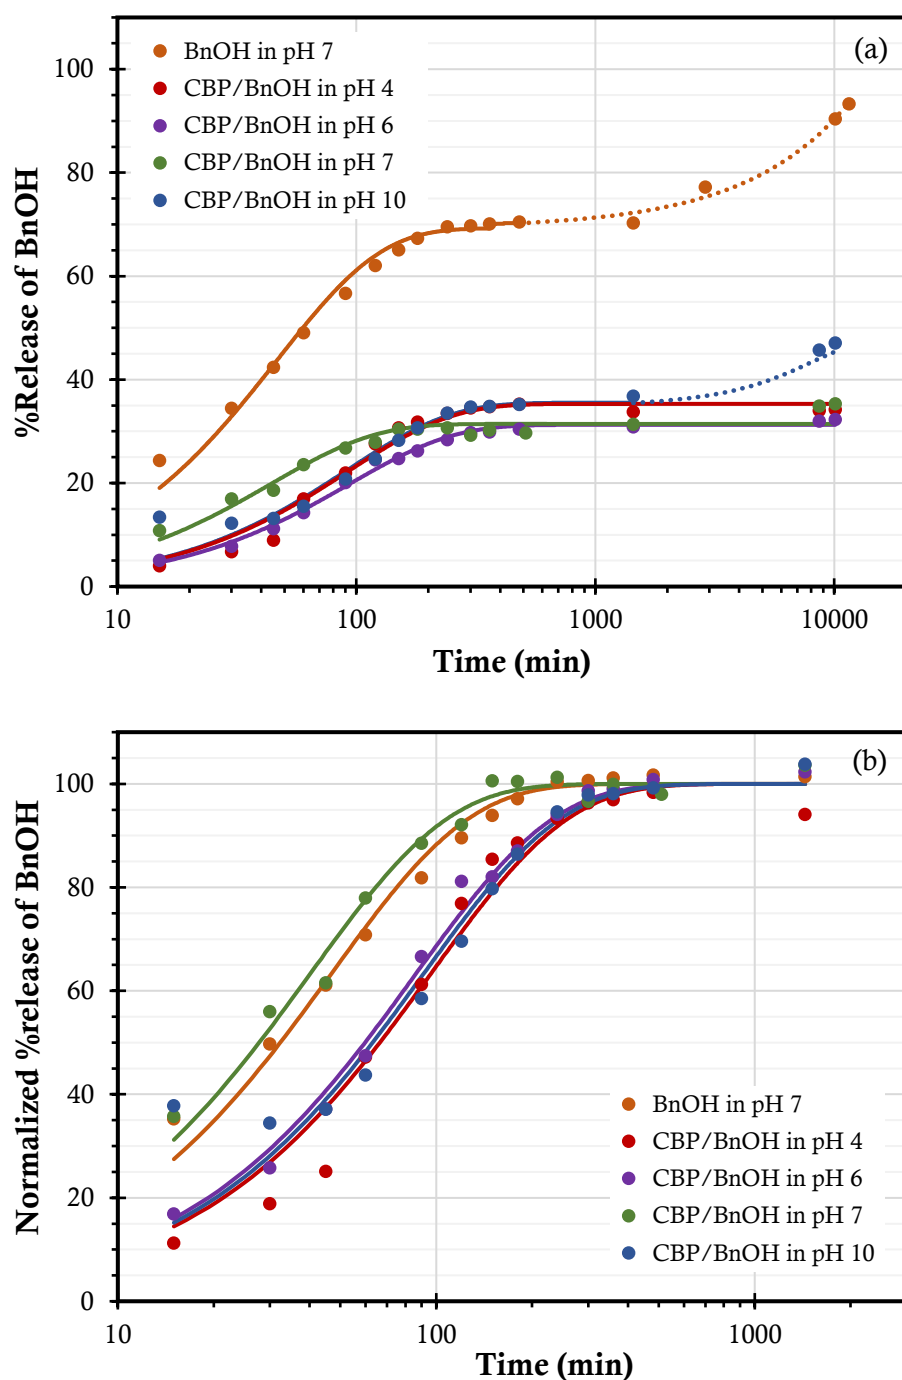 (a)
BnOH in pH 7
CBP/BnOH in pH 4
CBP/BnOH in pH 6
CBP/BnOH in pH 7
CBP/BnOH in pH 10
%Release of BnOH
100
80
60
40
20
0
10
100
1000
10000
Time (min)
(b)
Normalized %release of BnOH
100
80
60
40
20
0
BnOH in pH 7
CBP/BnOH in pH 4
CBP/BnOH in pH 6
CBP/BnOH in pH 7
CBP/BnOH in pH 10
10
100
1000
Time (min)